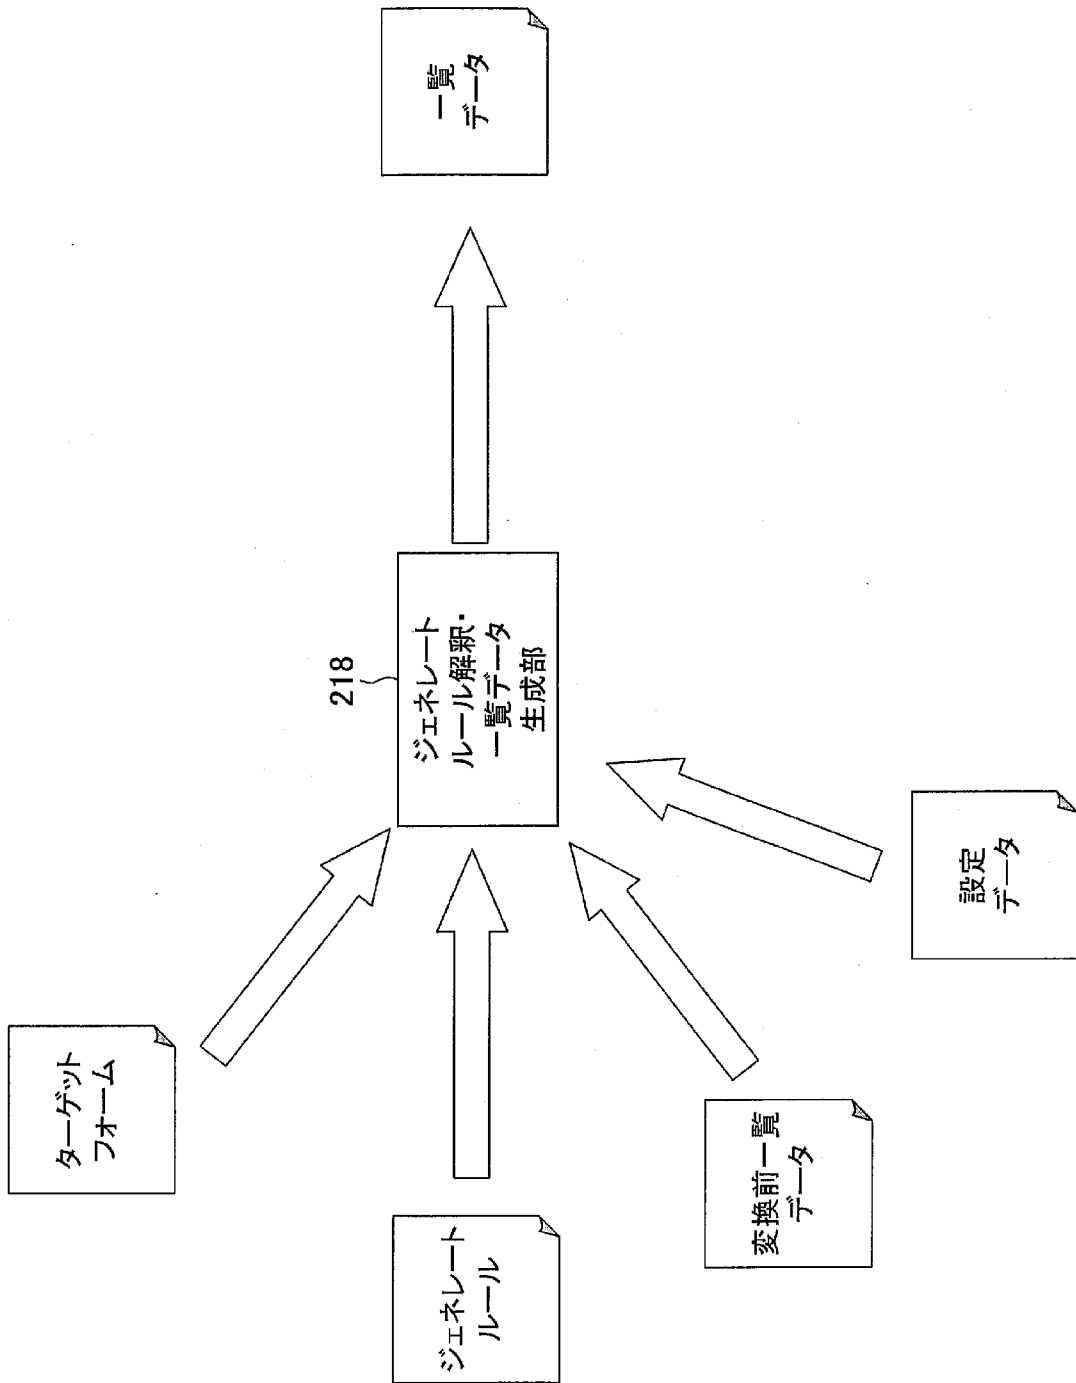 ターゲット
フォーム
ジェネレート
ルール
変換前一覧
データ
設定
データ
218
ジェネレート
ルール解釈・
一覧データ
生成部
一覧
データ